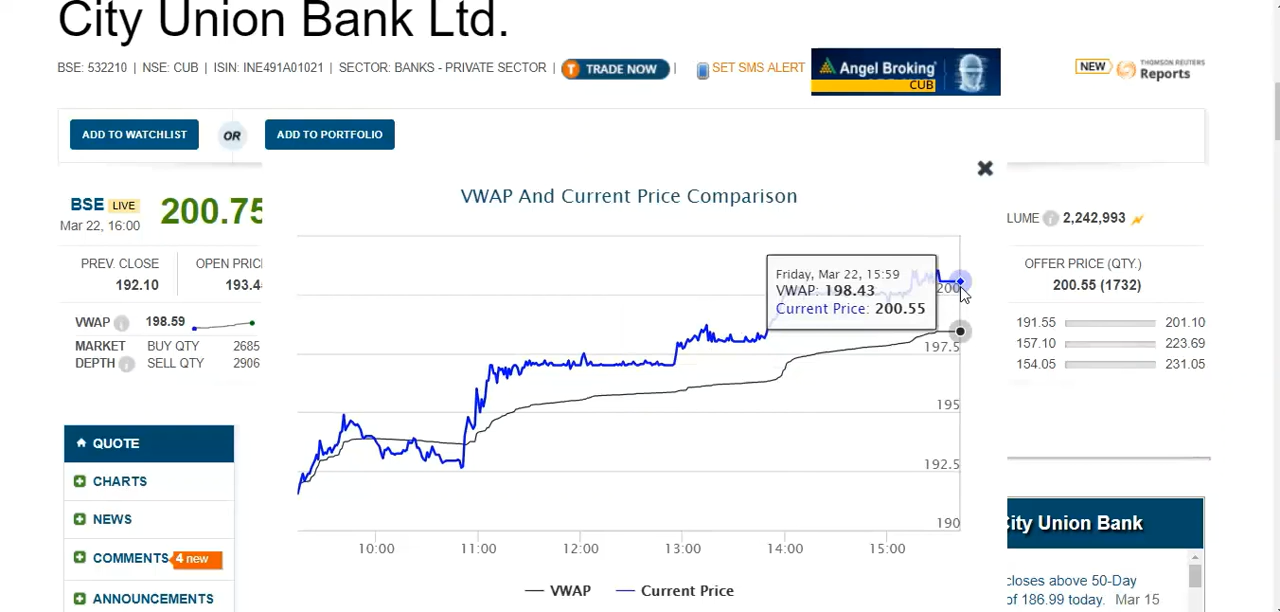 City Union Bank Ltd.
BSE: 532210 | NSE: CUB | ISIN: INE491A01021 | SECTOR: BANKS - PRIVATE SECTOR | T TRADE NOW | SET SMS ALERT
Angel Broking
CUB
NEW THOMSON REUTERS
Reports
ADD TO WATCHLIST OR ADD TO PORTFOLIO
VWAP And Current Price Comparison
BSE LIVE 200.75
Mar 22, 16:00
LUME i 2,242,993
PREV. CLOSE OPEN PRIC
192.10 193.4
OFFER PRICE (QTY.)
200.55 (1732)
VWAP i 198.59
MARKET BUY QTY 2685
DEPTH i SELL QTY 2906
191.55 201.10
157.10 223.69
154.05 231.05
Friday, Mar 22, 15:59
VWAP: 198.43
Current Price: 200.55
200
197.5
195
192.5
190
10:00 11:00 12:00 13:00 14:00 15:00
VWAP Current Price
QUOTE
CHARTS
NEWS
COMMENTS 4 new
ANNOUNCEMENTS
City Union Bank
closes above 50-Day
of 186.99 today. Mar 15